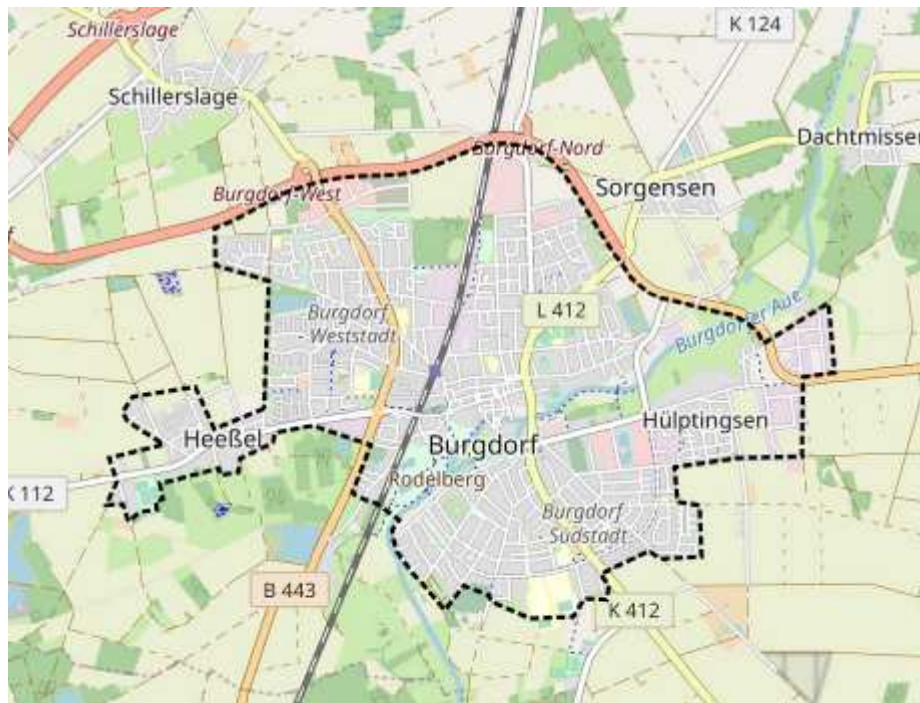 Schillerslage
K 124
Schillerslage
Dachtmissen
Burgdorf-Nord
Burgdorf-West
Sorgensen
L 412
Burgdorfer Aue
Burgdorf
- Weststadt
Heeßel
Burgdorf
Hülptingsen
Rodelberg
K 112
Burgdorf
- Südstadt
B 443
K 412